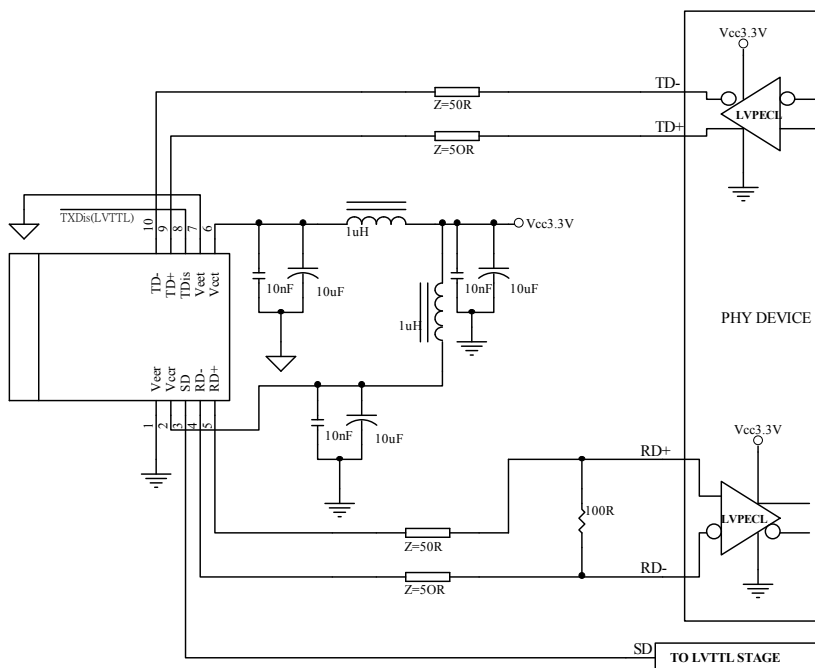 Vcc3.3V
TD-
LVPECL
Z=50R
TD+
Z=5OR
TXDis(LVTTL)
10
9
8
7
6
1uH
Vcc3.3V
TD-
TD+
TDis
Veet
Vcct
10nF
10uF
10nF
10uF
1uH
PHY DEVICE
Veer
Vccr
SD
RD-
RD+
1
2
3
4
5
10nF
10uF
Vcc3.3V
RD+
LVPECL
100R
Z=50R
RD-
Z=5OR
SD
TO LVTTL STAGE